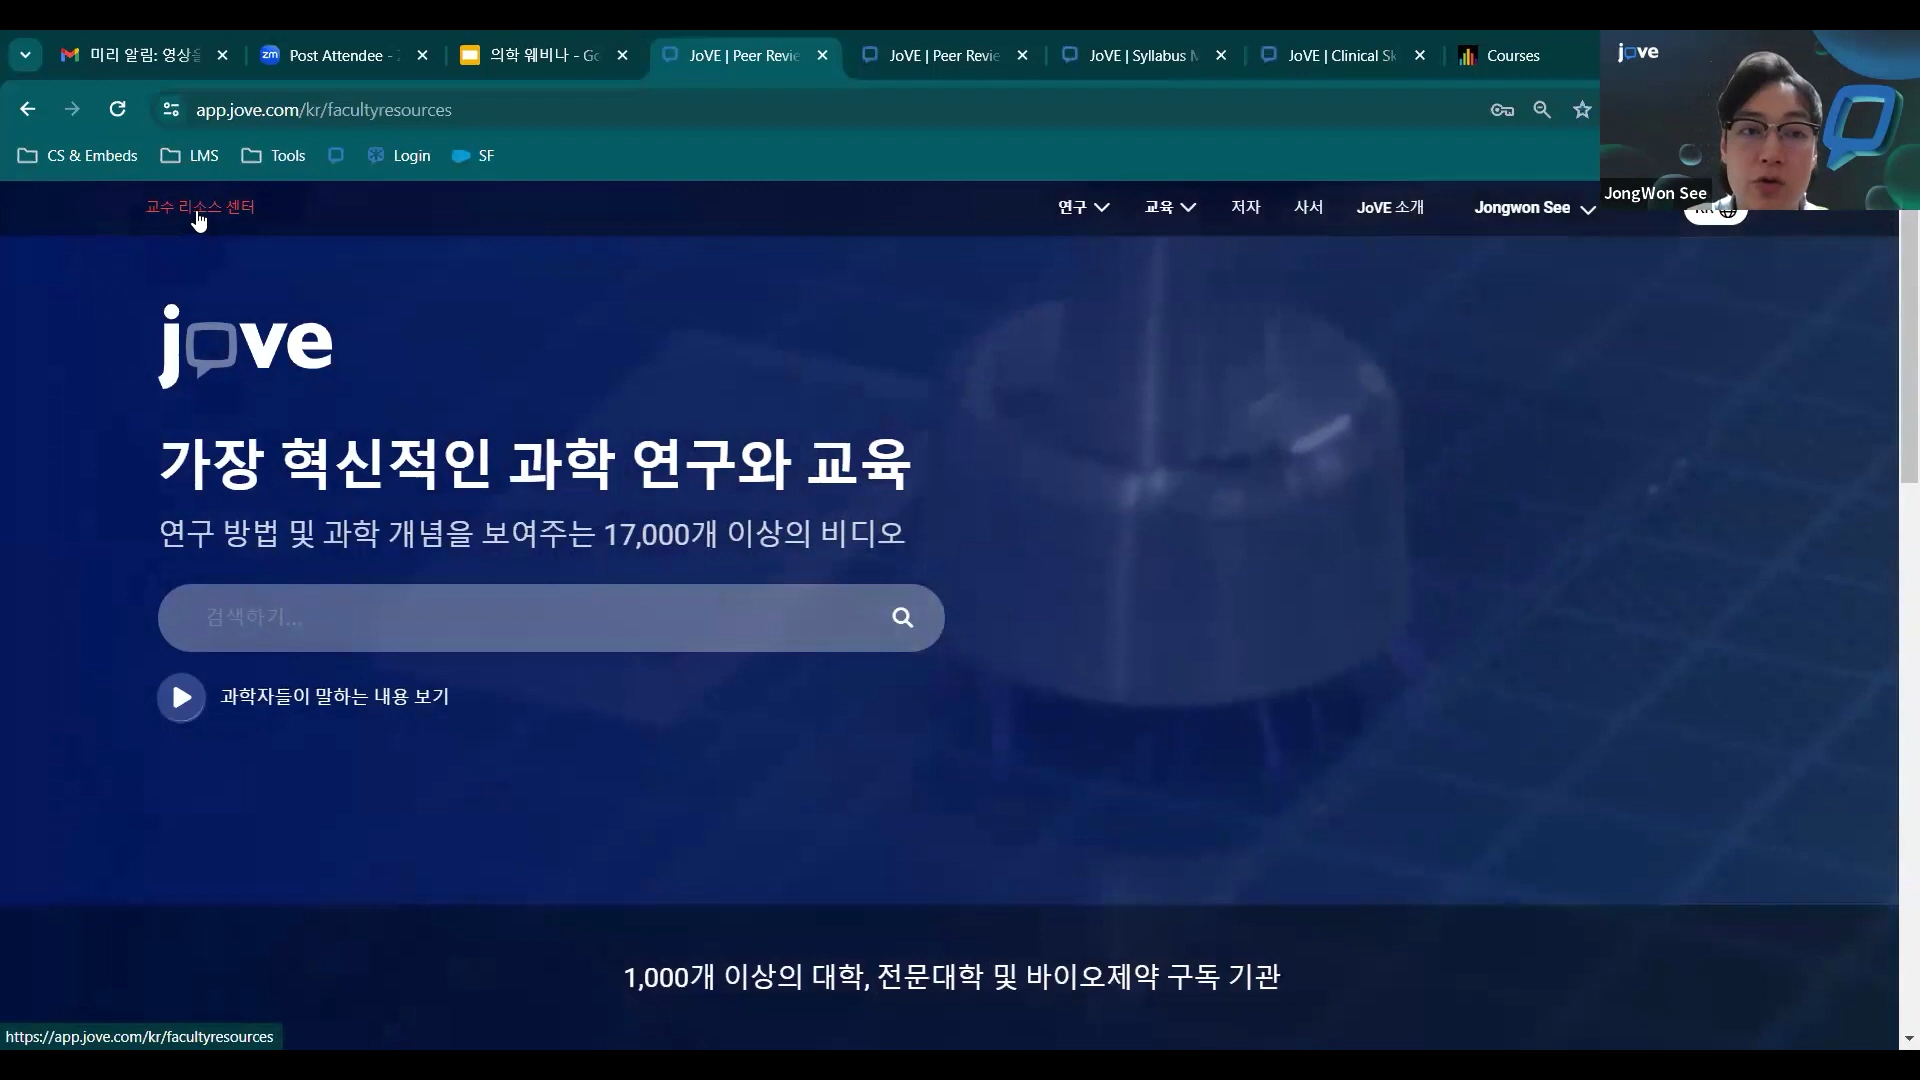 미리 알림: 영상을
Post Attendee -
의학 웨비나 - Go
JoVE | Peer Revie
JoVE | Peer Revie
JoVE | Syllabus M
JoVE | Clinical Sk
Courses
jove
app.jove.com/kr/facultyresources
CS & Embeds
LMS
Tools
Login
SF
JongWon See
교수 리소스 센터
연구
교육
저자
사서
JoVE 소개
Jongwon See
KR
jove
가장 혁신적인 과학 연구와 교육
연구 방법 및 과학 개념을 보여주는 17,000개 이상의 비디오
검색하기...
과학자들이 말하는 내용 보기
1,000개 이상의 대학, 전문대학 및 바이오제약 구독 기관
https://app.jove.com/kr/facultyresources